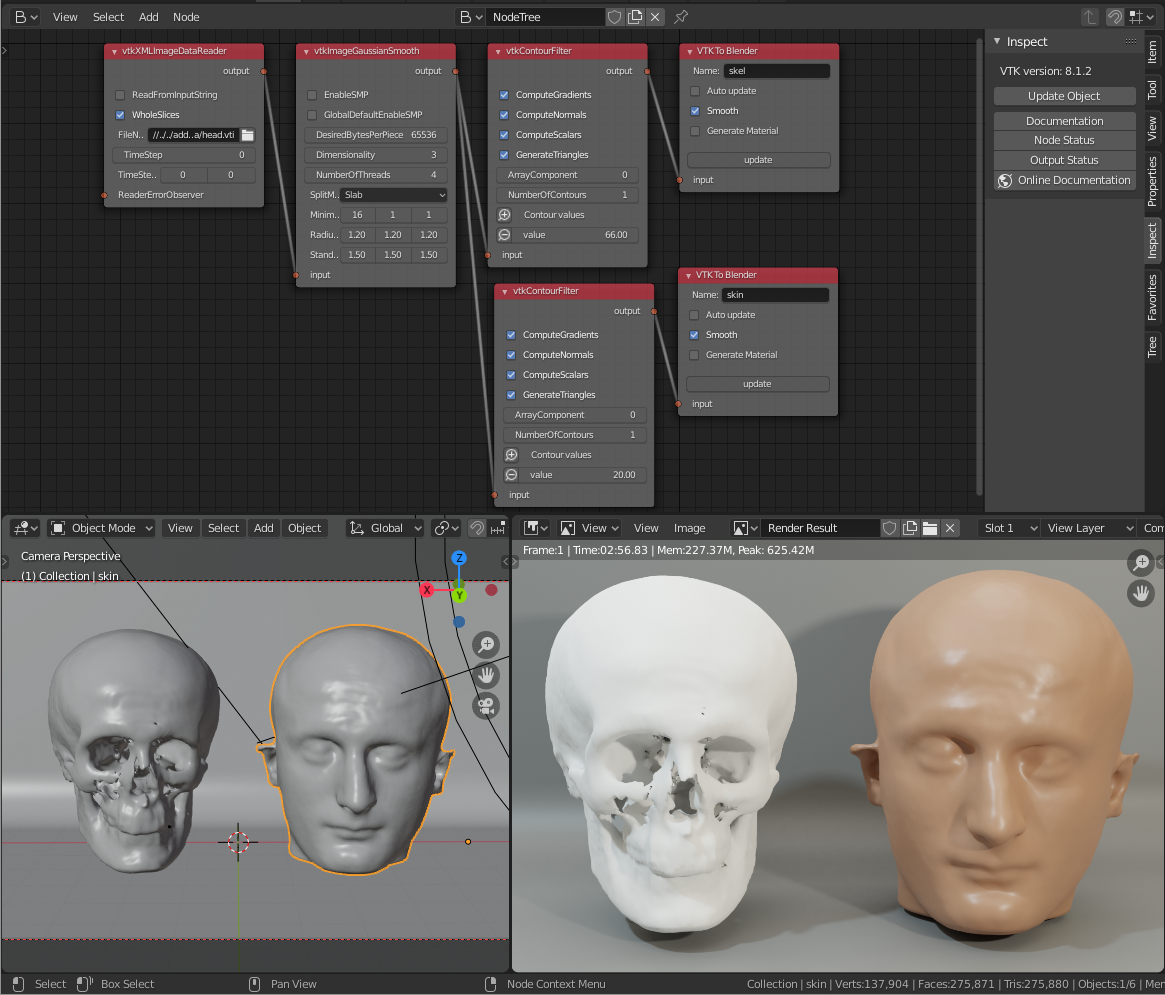 View Select Add Node
NodeTree
vtkXMLImageDataReader
output
ReadFromInputString
WholeSlices
FileN.. //../../add..a/head.vti
TimeStep 0
TimeSte.. 0 0
ReaderErrorObserver
vtkImageGaussianSmooth
output
EnableSMP
GlobalDefaultEnableSMP
DesiredBytesPerPiece 65536
Dimensionality 3
NumberOfThreads 4
SplitM.. Slab
Minim.. 16 1 1
Radiu.. 1.20 1.20 1.20
Stand.. 1.50 1.50 1.50
input
vtkContourFilter
output
ComputeGradients
ComputeNormals
ComputeScalars
GenerateTriangles
ArrayComponent 0
NumberOfContours 1
Contour values
value 66.00
input
VTK To Blender
Name: skel
Auto update
Smooth
Generate Material
update
input
vtkContourFilter
output
ComputeGradients
ComputeNormals
ComputeScalars
GenerateTriangles
ArrayComponent 0
NumberOfContours 1
Contour values
value 20.00
input
VTK To Blender
Name: skin
Auto update
Smooth
Generate Material
update
input
Inspect
VTK version: 8.1.2
Update Object
Documentation
Node Status
Output Status
Online Documentation
Item
Tool
View
Properties
Inspect
Favorites
Tree
Object Mode View Select Add Object Global
Camera Perspective
(1) Collection | skin
Z
X
Y
View View Image Render Result Slot 1 View Layer Com
Frame:1 | Time:02:56.83 | Mem:227.37M, Peak: 625.42M
Select Box Select Pan View Node Context Menu Collection | skin | Verts:137,904 | Faces:275,871 | Tris:275,880 | Objects:1/6 | Mer